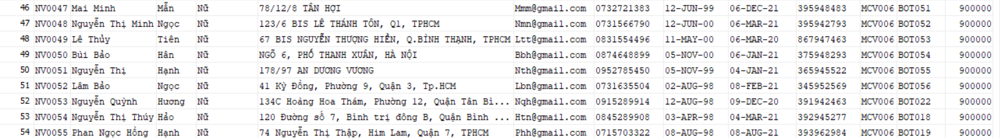 46 NV0047 Mai Minh Mẫn Nữ 78/12/8 TÂN HỢI Mmm@gmail.com 0732721383 12-JUN-99 06-DEC-21 395948483 MCV006 BOT051 900000
47 NV0048 Nguyễn Thị Minh Ngọc Nữ 123/6 BIS LÊ THÁNH TÔN, Q1, TPHCM Nmn@gmail.com 0731566790 12-JUN-00 06-MAR-21 395942793 MCV006 BOT052 900000
48 NV0049 Lê Thủy Tiên Nữ 67 BIS NGUYỄN THƯỢNG HIỀN, Q.BÌNH THẠNH, TPHCM Ltt@gmail.com 0831554496 11-MAY-00 06-MAR-20 867947463 MCV006 BOT053 900000
49 NV0050 Bùi Bảo Hân Nữ NGÕ 6, PHỐ THANH XUÂN, HÀ NỘI Bbh@gmail.com 0874648899 05-NOV-00 06-JAN-21 375948293 MCV006 BOT054 900000
50 NV0051 Nguyễn Thị Hạnh Nữ 178/97 AN DƯƠNG VƯƠNG Nth@gmail.com 0952785450 05-NOV-99 04-JAN-21 365945522 MCV006 BOT055 900000
51 NV0052 Lâm Bảo Ngọc Nữ 41 Kỳ Đồng, Phường 9, Quận 3, Tp.HCM Lbn@gmail.com 0731635504 02-AUG-98 08-FEB-21 345952569 MCV006 BOT056 900000
52 NV0053 Nguyễn Quỳnh Hương Nữ 134C Hoàng Hoa Thám, Phường 12, Quận Tân Bì... Nqh@gmail.com 0915289914 12-AUG-98 09-DEC-20 391942463 MCV006 BOT022 900000
53 NV0054 Nguyễn Thị Thúy Hảo Nữ 120 Đường số 7, Bình trị đông B, Quận Bình ... Htn@gmail.com 0845289908 03-APR-98 04-MAR-21 392945277 MCV006 BOT018 900000
54 NV0055 Phan Ngọc Hồng Hạnh Nữ 74 Nguyễn Thị Thập, Him Lam, Quận 7, TPHCM Phh@gmail.com 0715703322 08-AUG-98 08-AUG-21 393962984 MCV006 BOT019 900000